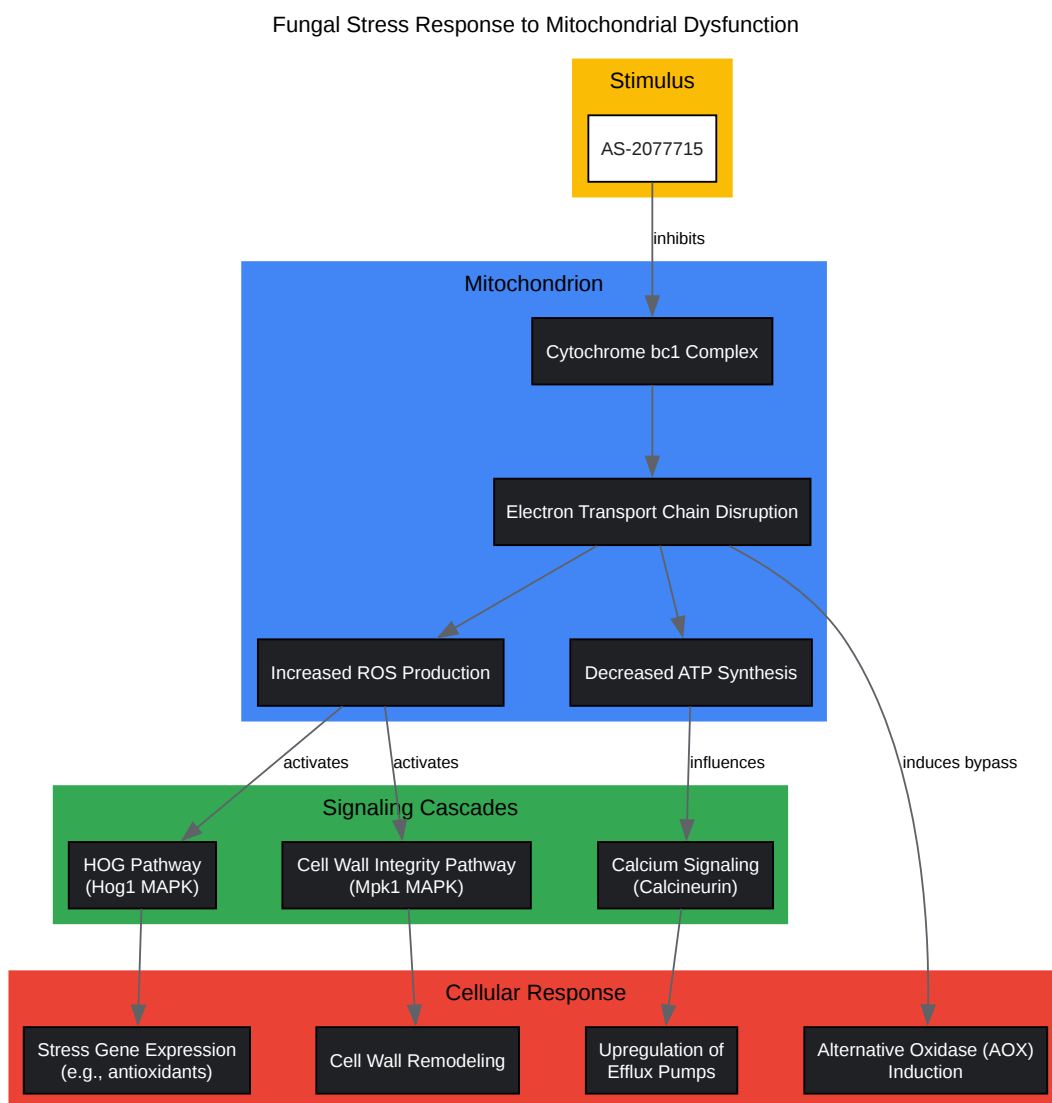 Fungal Stress Response to Mitochondrial Dysfunction
Stimulus
AS-2077715
inhibits
Mitochondrion
Cytochrome bc1 Complex
Electron Transport Chain Disruption
Increased ROS Production
Decreased ATP Synthesis
activates
activates
influences
induces bypass
Signaling Cascades
HOG Pathway
(Hog1 MAPK)
Cell Wall Integrity Pathway
(Mpk1 MAPK)
Calcium Signaling
(Calcineurin)
Cellular Response
Stress Gene Expression
(e.g., antioxidants)
Cell Wall Remodeling
Upregulation of
Efflux Pumps
Alternative Oxidase (AOX)
Induction